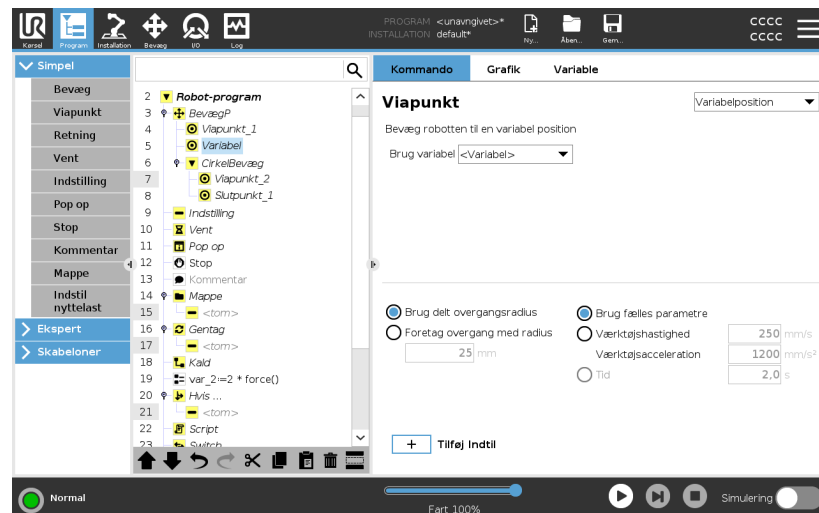 PROGRAM <unavngivet>*
INSTALLATION default*
Kørsel Program Installation Bevæg I/O Log
Ny... Åben... Gem...
CCCC
CCCC
Simpel
Bevæg
Viapunkt
Retning
Vent
Indstilling
Pop op
Stop
Kommentar
Mappe
Indstil
nyttelast
Ekspert
Skabeloner
2 Robot-program
3 BevægP
4 Viapunkt_1
5 Variabel
6 CirkelBevæg
7 Viapunkt_2
8 Slutpunkt_1
9 Indstilling
10 Vent
11 Pop op
12 Stop
13 Kommentar
14 Mappe
15 <tom>
16 Gentag
17 <tom>
18 Kald
19 var_2:=2 * force()
20 Hvis ...
21 <tom>
22 Script
23 Switch
Kommando Grafik Variable
Viapunkt
Variabelposition
Bevæg robotten til en variabel position
Brug variabel <Variabel>
Brug delt overgangsradius
Foretag overgang med radius
25 mm
Brug fælles parametre
Værktøjshastighed 250 mm/s
Værktøjsacceleration 1200 mm/s²
Tid 2,0 s
+ Tilføj Indtil
Normal
Fart 100%
Simulering